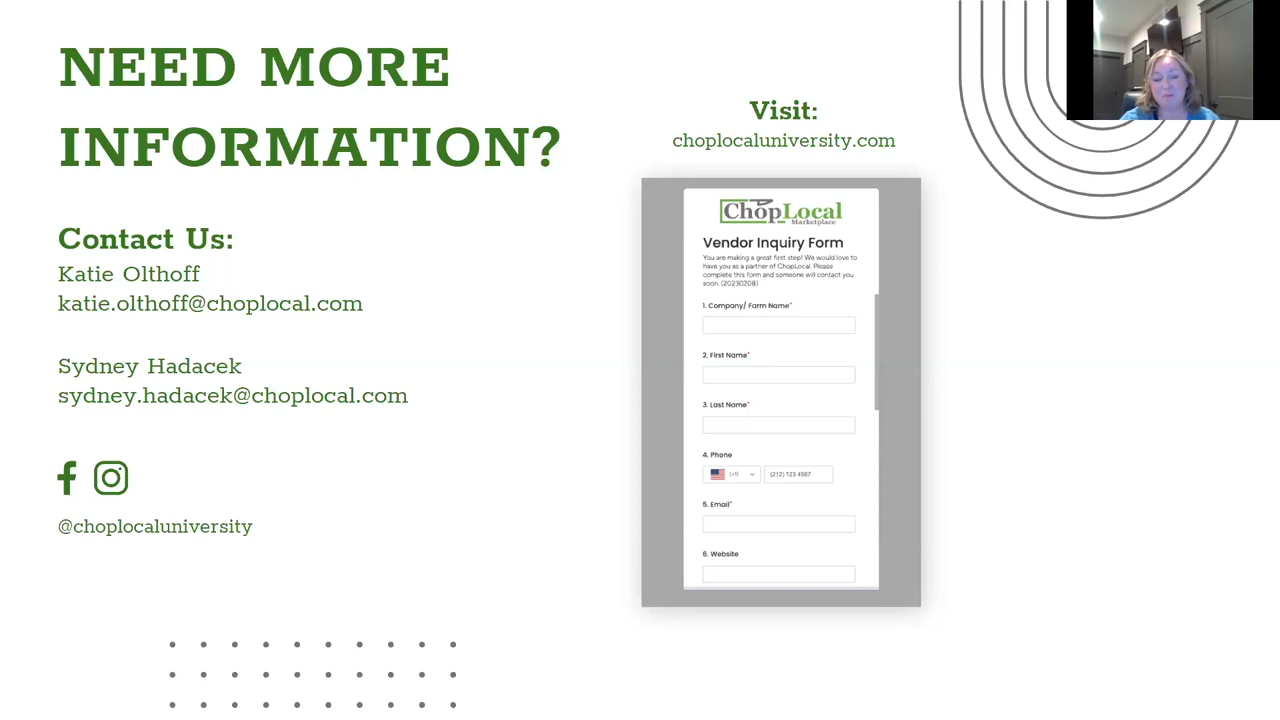 NEED MORE
INFORMATION?
Contact Us:
Katie Olthoff
katie.olthoff@choplocal.com
Sydney Hadacek
sydney.hadacek@choplocal.com
@choplocaluniversity
Visit:
choplocaluniversity.com
ChopLocal
Marketplace
Vendor Inquiry Form
You are making a great first step! We would love to
have you as a partner of ChopLocal. Please
complete this form and someone will contact you
soon. (20230208)
1. Company/ Farm Name*
2. First Name*
3. Last Name*
4. Phone
(+1) (212) 123 4567
5. Email*
6. Website